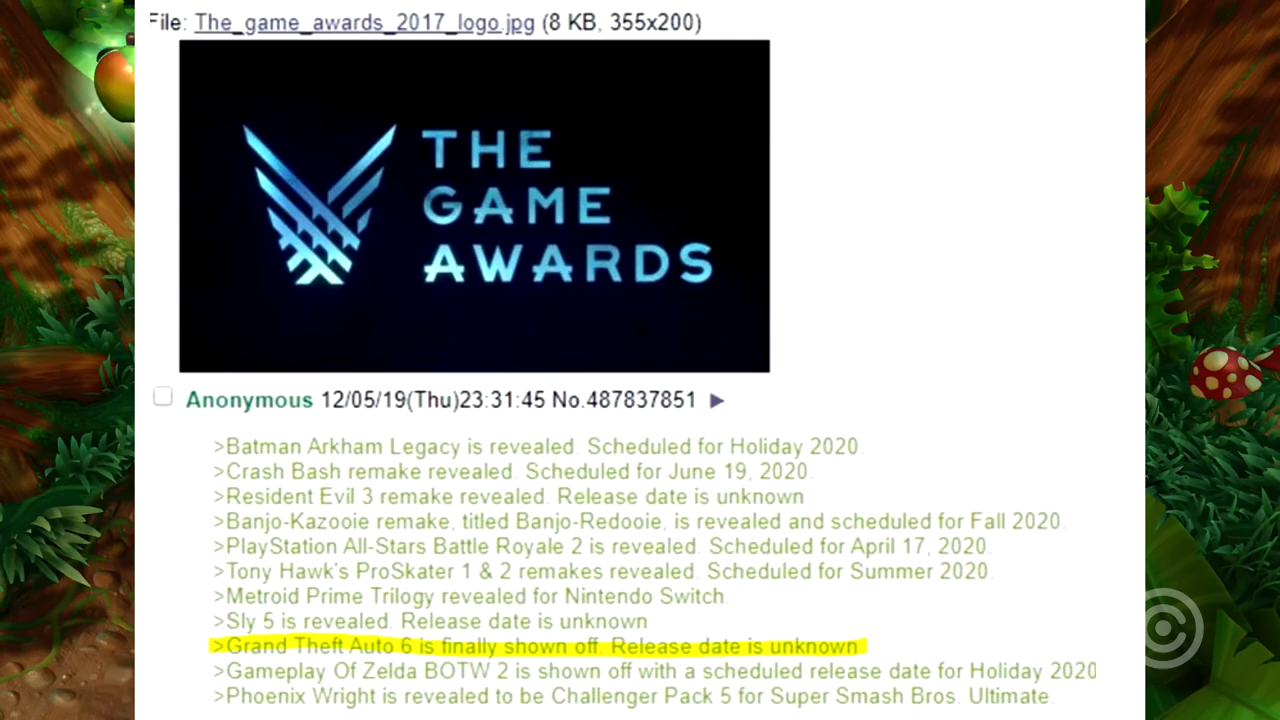 File: The_game_awards_2017_logo.jpg (8 KB, 355x200)
THE
GAME
AWARDS
Anonymous 12/05/19(Thu)23:31:45 No.487837851 ▶
>Batman Arkham Legacy is revealed. Scheduled for Holiday 2020.
>Crash Bash remake revealed. Scheduled for June 19, 2020.
>Resident Evil 3 remake revealed. Release date is unknown
>Banjo-Kazooie remake, titled Banjo-Redooie, is revealed and scheduled for Fall 2020.
>PlayStation All-Stars Battle Royale 2 is revealed. Scheduled for April 17, 2020.
>Tony Hawk's ProSkater 1 & 2 remakes revealed. Scheduled for Summer 2020.
>Metroid Prime Trilogy revealed for Nintendo Switch.
>Sly 5 is revealed. Release date is unknown
>Grand Theft Auto 6 is finally shown off. Release date is unknown
>Gameplay Of Zelda BOTW 2 is shown off with a scheduled release date for Holiday 2020
>Phoenix Wright is revealed to be Challenger Pack 5 for Super Smash Bros. Ultimate.